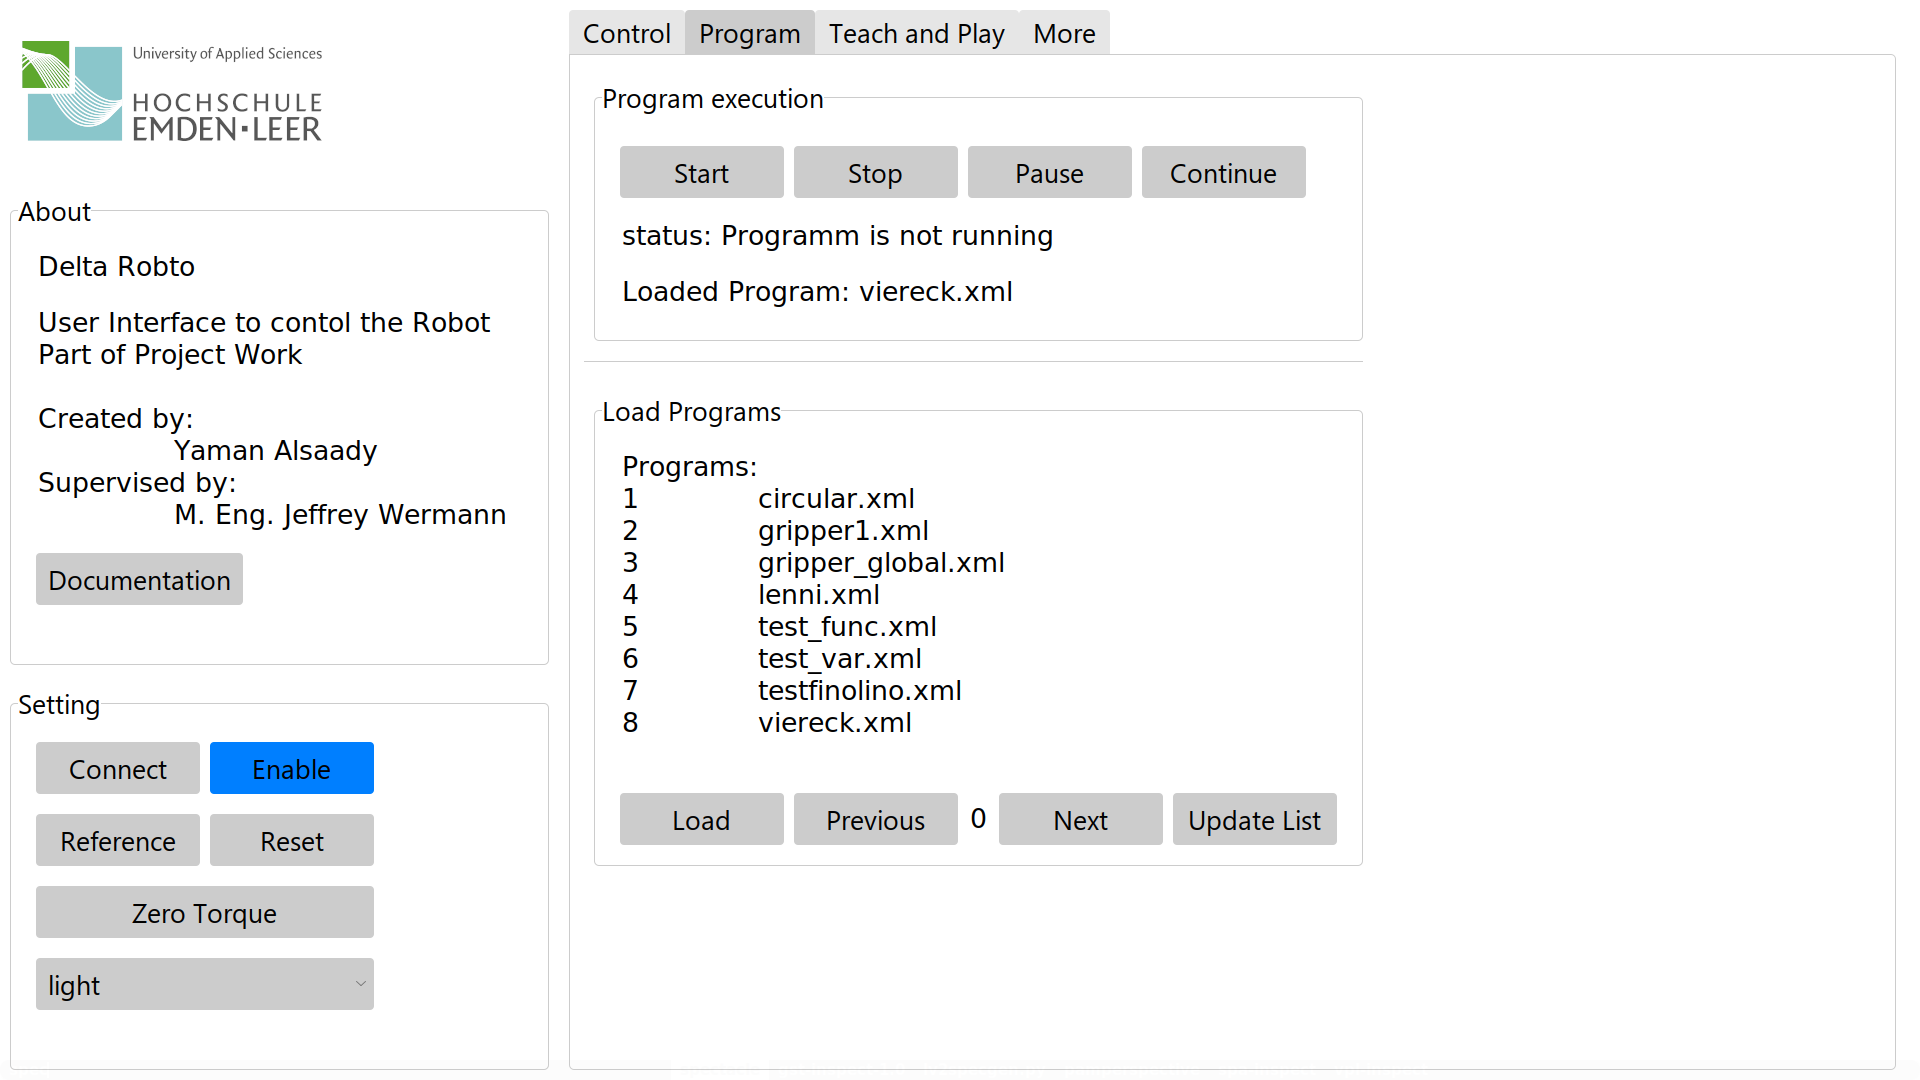 University of Applied Sciences
HOCHSCHULE
EMDEN·LEER
About
Delta Robto
User Interface to contol the Robot
Part of Project Work
Created by:
Yaman Alsaady
Supervised by:
M. Eng. Jeffrey Wermann
Documentation
Setting
Connect Enable
Reference Reset
Zero Torque
light
Control Program Teach and Play More
Program execution
Start Stop Pause Continue
status: Programm is not running
Loaded Program: viereck.xml
Load Programs
Programs:
1 circular.xml
2 gripper1.xml
3 gripper_global.xml
4 lenni.xml
5 test_func.xml
6 test_var.xml
7 testfinolino.xml
8 viereck.xml
Load Previous 0 Next Update List